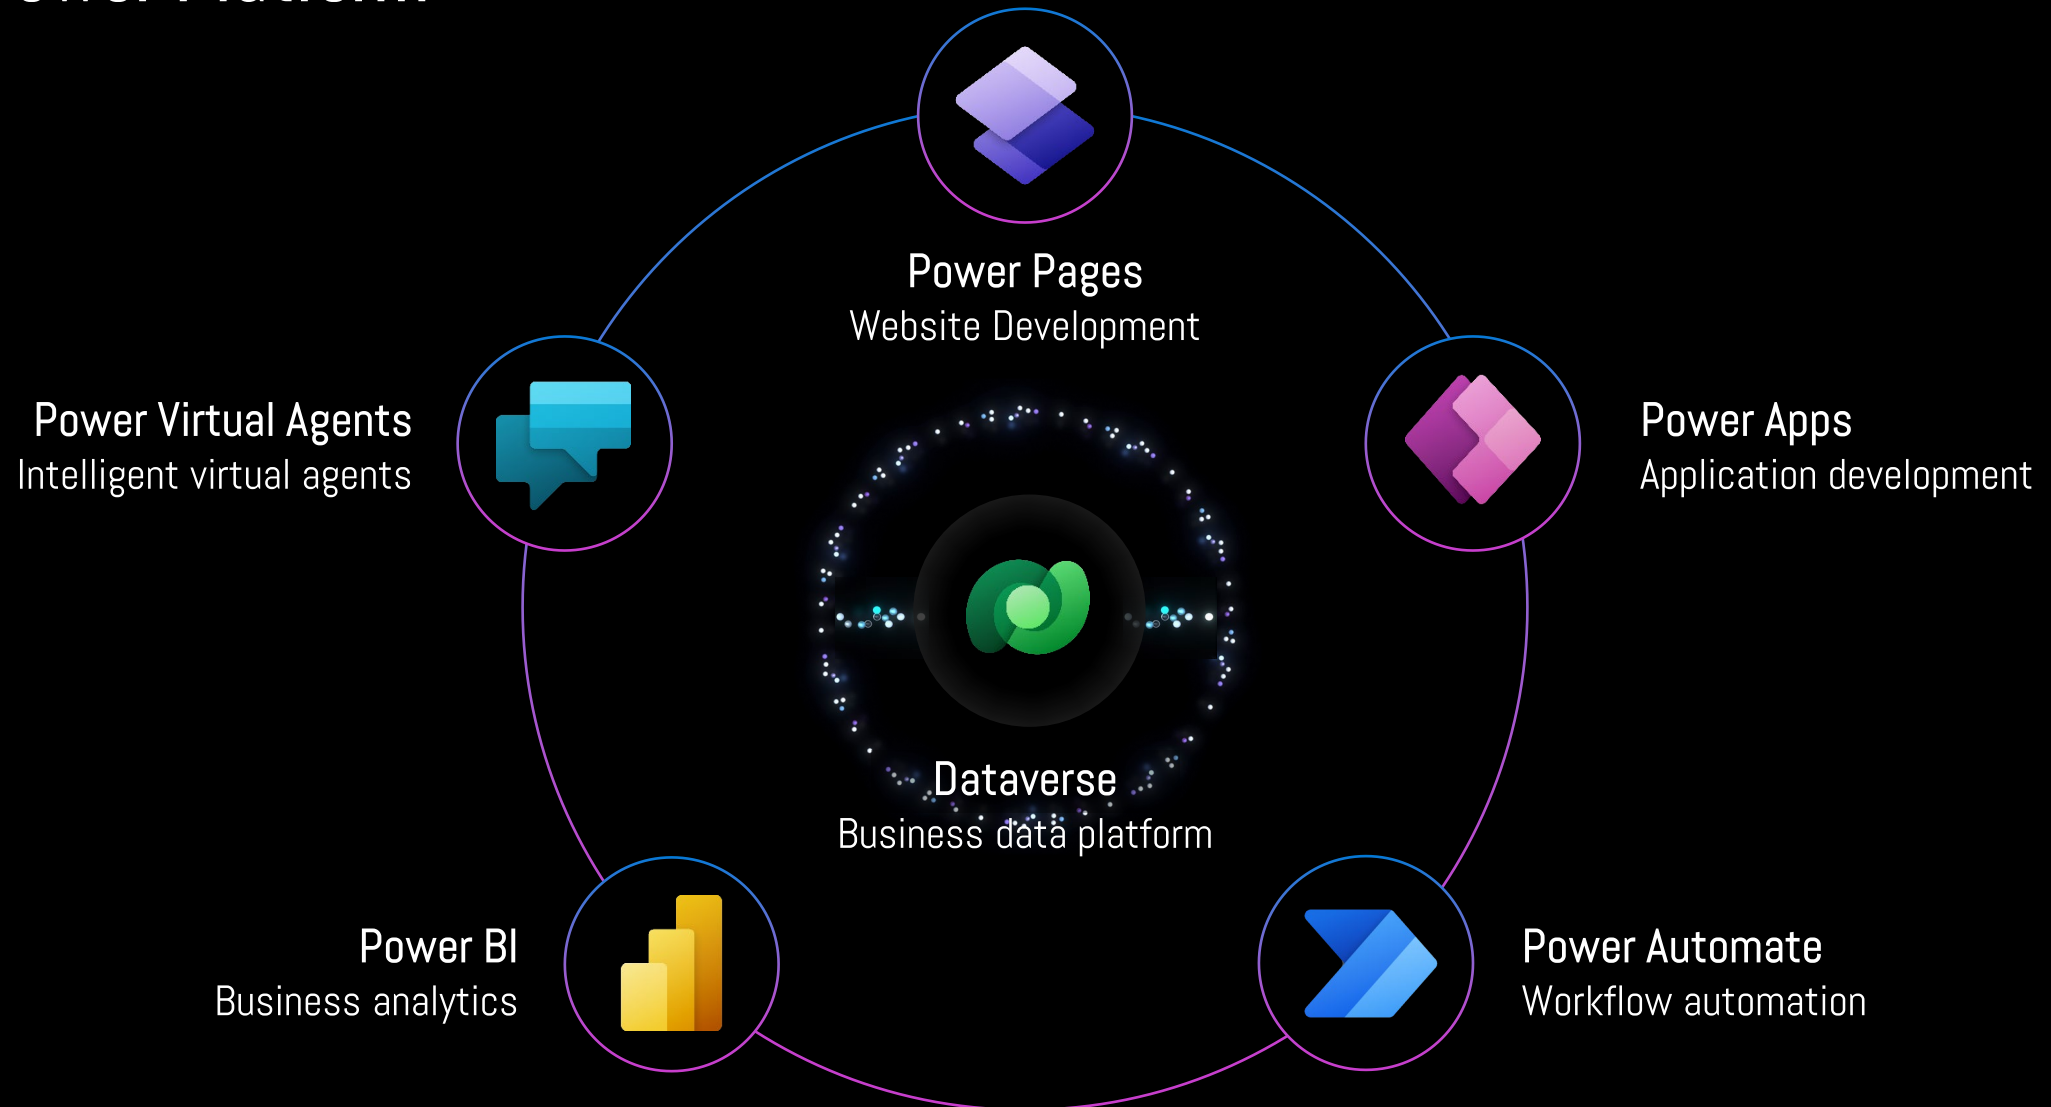 Power Pages
Website Development
Power Virtual Agents
Intelligent virtual agents
Power Apps
Application development
Dataverse
Business data platform
Power BI
Business analytics
Power Automate
Workflow automation